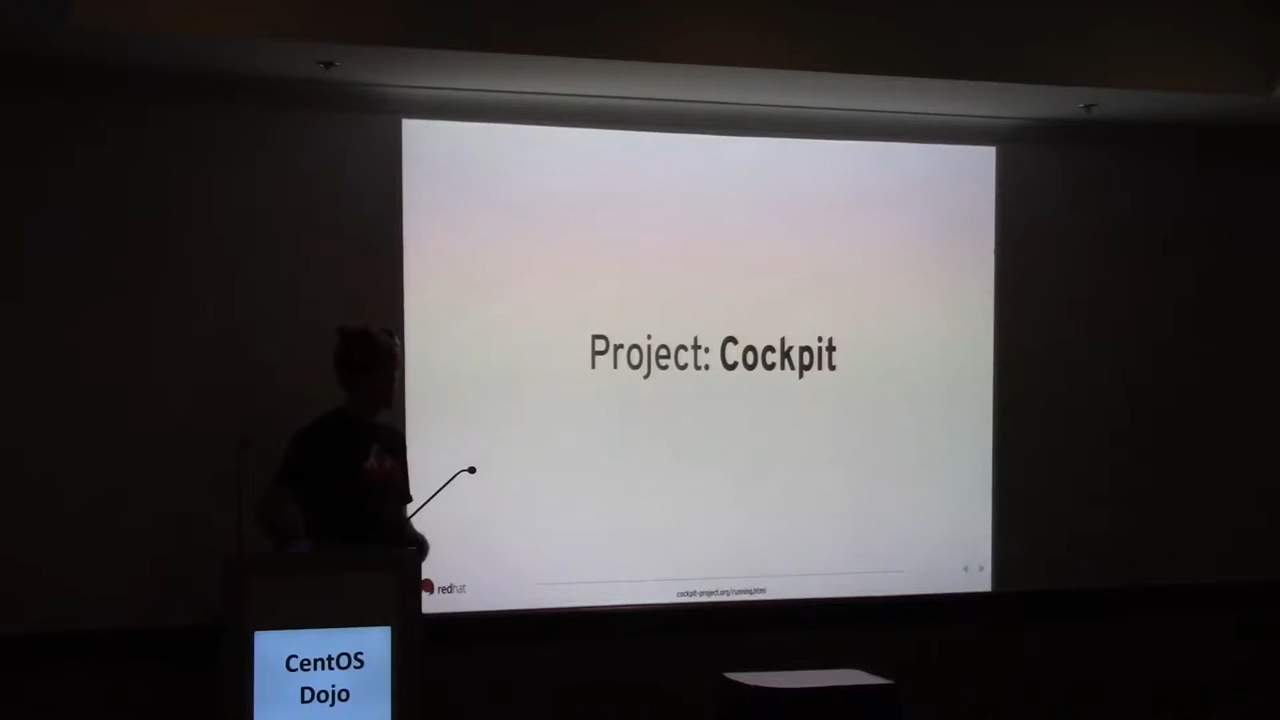 Project: Cockpit
redhat
cockpit-project.org/running.html
CentOS
Dojo